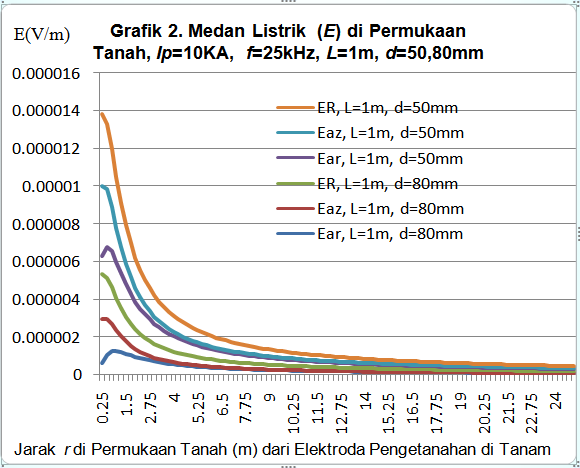 E(V/m)
Grafik 2. Medan Listrik (E) di Permukaan
Tanah, Ip=10KA, f=25kHz, L=1m, d=50,80mm
0.000016
0.000014
0.000012
0.00001
0.000008
0.000006
0.000004
0.000002
0
ER, L=1m, d=50mm
Eaz, L=1m, d=50mm
Ear, L=1m, d=50mm
ER, L=1m, d=80mm
Eaz, L=1m, d=80mm
Ear, L=1m, d=80mm
0.25
1.5
2.75
4
5.25
6.5
7.75
9
10.25
11.5
12.75
14
15.25
16.5
17.75
19
20.25
21.5
22.75
24
Jarak r di Permukaan Tanah (m) dari Elektroda Pengetanahan di Tanam